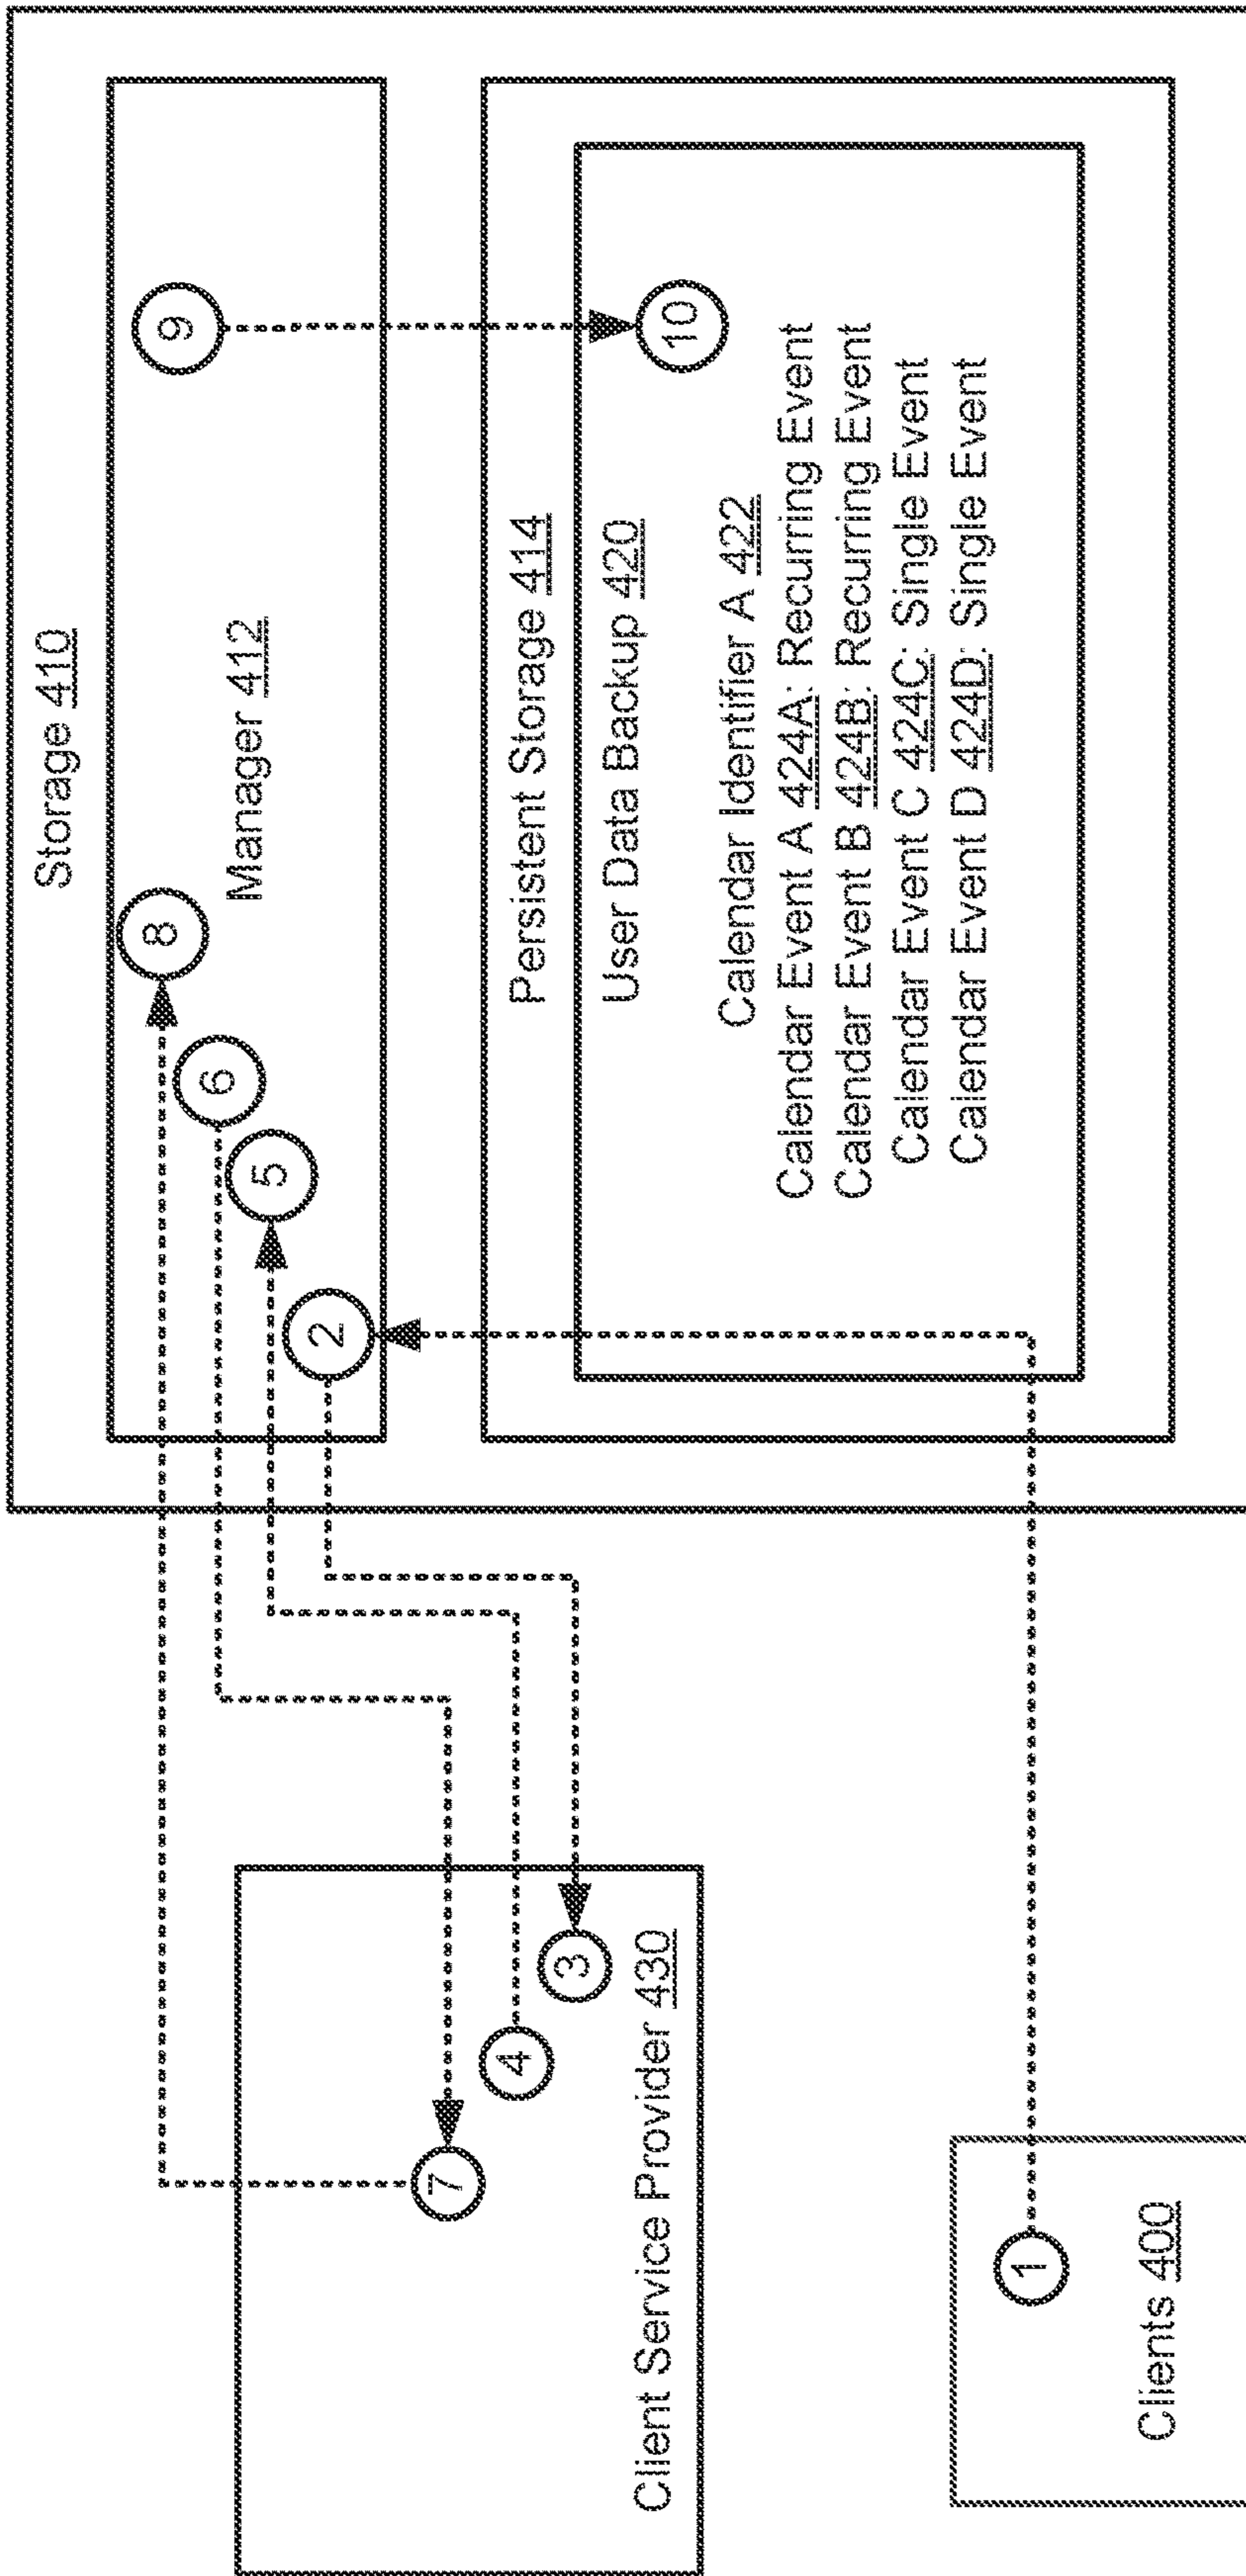 Storage 410
8
9
6
Manager 412
5
2
7
4
3
Client Service Provider 430
Persistent Storage 414
User Data Backup 420
10
Calendar Identifier A 422
Calendar Event A 424A: Recurring Event
Calendar Event B 424B: Recurring Event
Calendar Event C 424C: Single Event
Calendar Event D 424D: Single Event
1
Clients 400